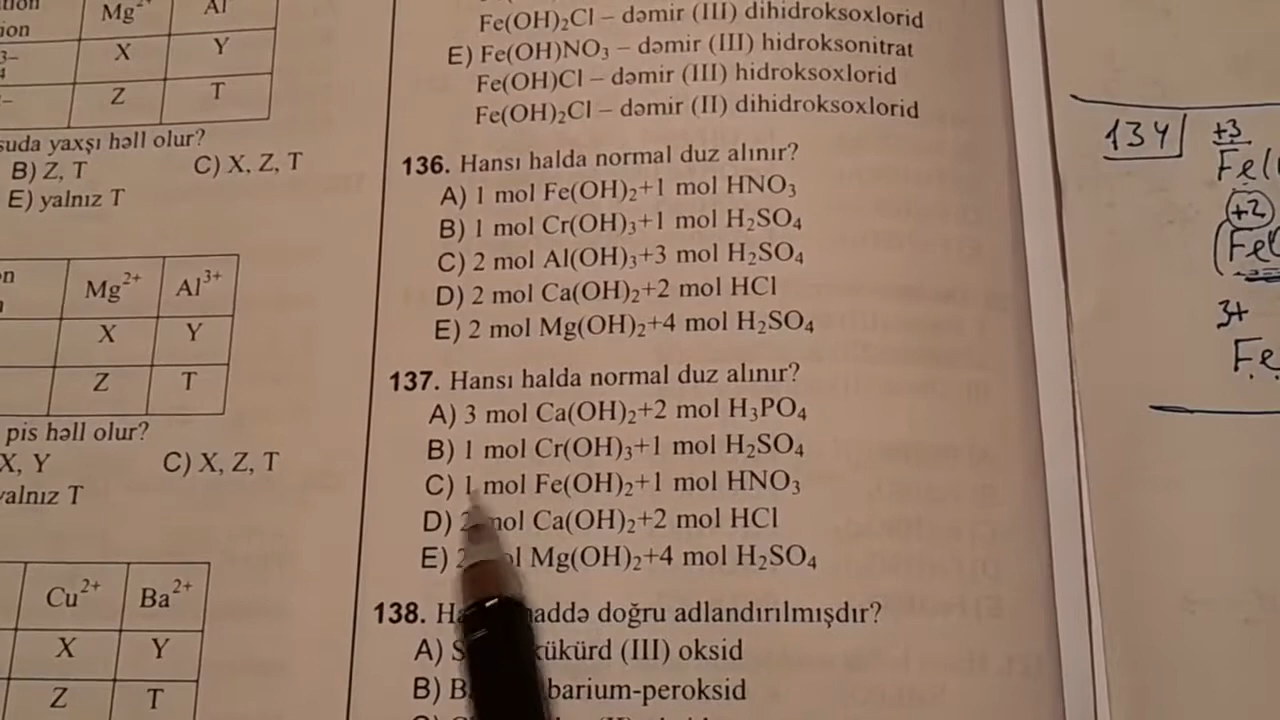 Mg²⁺ Al
ion
X Y
Z T
suda yaxşı həll olur?
B) Z, T C) X, Z, T
E) yalnız T
Mg²⁺ Al³⁺
X Y
Z T
pis həll olur?
X, Y C) X, Z, T
yalnız T
Cu²⁺ Ba²⁺
X Y
Z T
Fe(OH)₂Cl – dəmir (III) dihidroksoxlorid
E) Fe(OH)NO₃ – dəmir (III) hidroksonitrat
Fe(OH)Cl – dəmir (III) hidroksoxlorid
Fe(OH)₂Cl – dəmir (II) dihidroksoxlorid
136. Hansı halda normal duz alınır?
A) 1 mol Fe(OH)₂+1 mol HNO₃
B) 1 mol Cr(OH)₃+1 mol H₂SO₄
C) 2 mol Al(OH)₃+3 mol H₂SO₄
D) 2 mol Ca(OH)₂+2 mol HCl
E) 2 mol Mg(OH)₂+4 mol H₂SO₄
137. Hansı halda normal duz alınır?
A) 3 mol Ca(OH)₂+2 mol H₃PO₄
B) 1 mol Cr(OH)₃+1 mol H₂SO₄
C) 1 mol Fe(OH)₂+1 mol HNO₃
D) 2 mol Ca(OH)₂+2 mol HCl
E) 2 Mg(OH)₂+4 mol H₂SO₄
138. doğru adlandırılmışdır?
A) S kükürd (III) oksid
B) B barium-peroksid
134 +3
Fe(
+2
(Fe(
3+
Fe